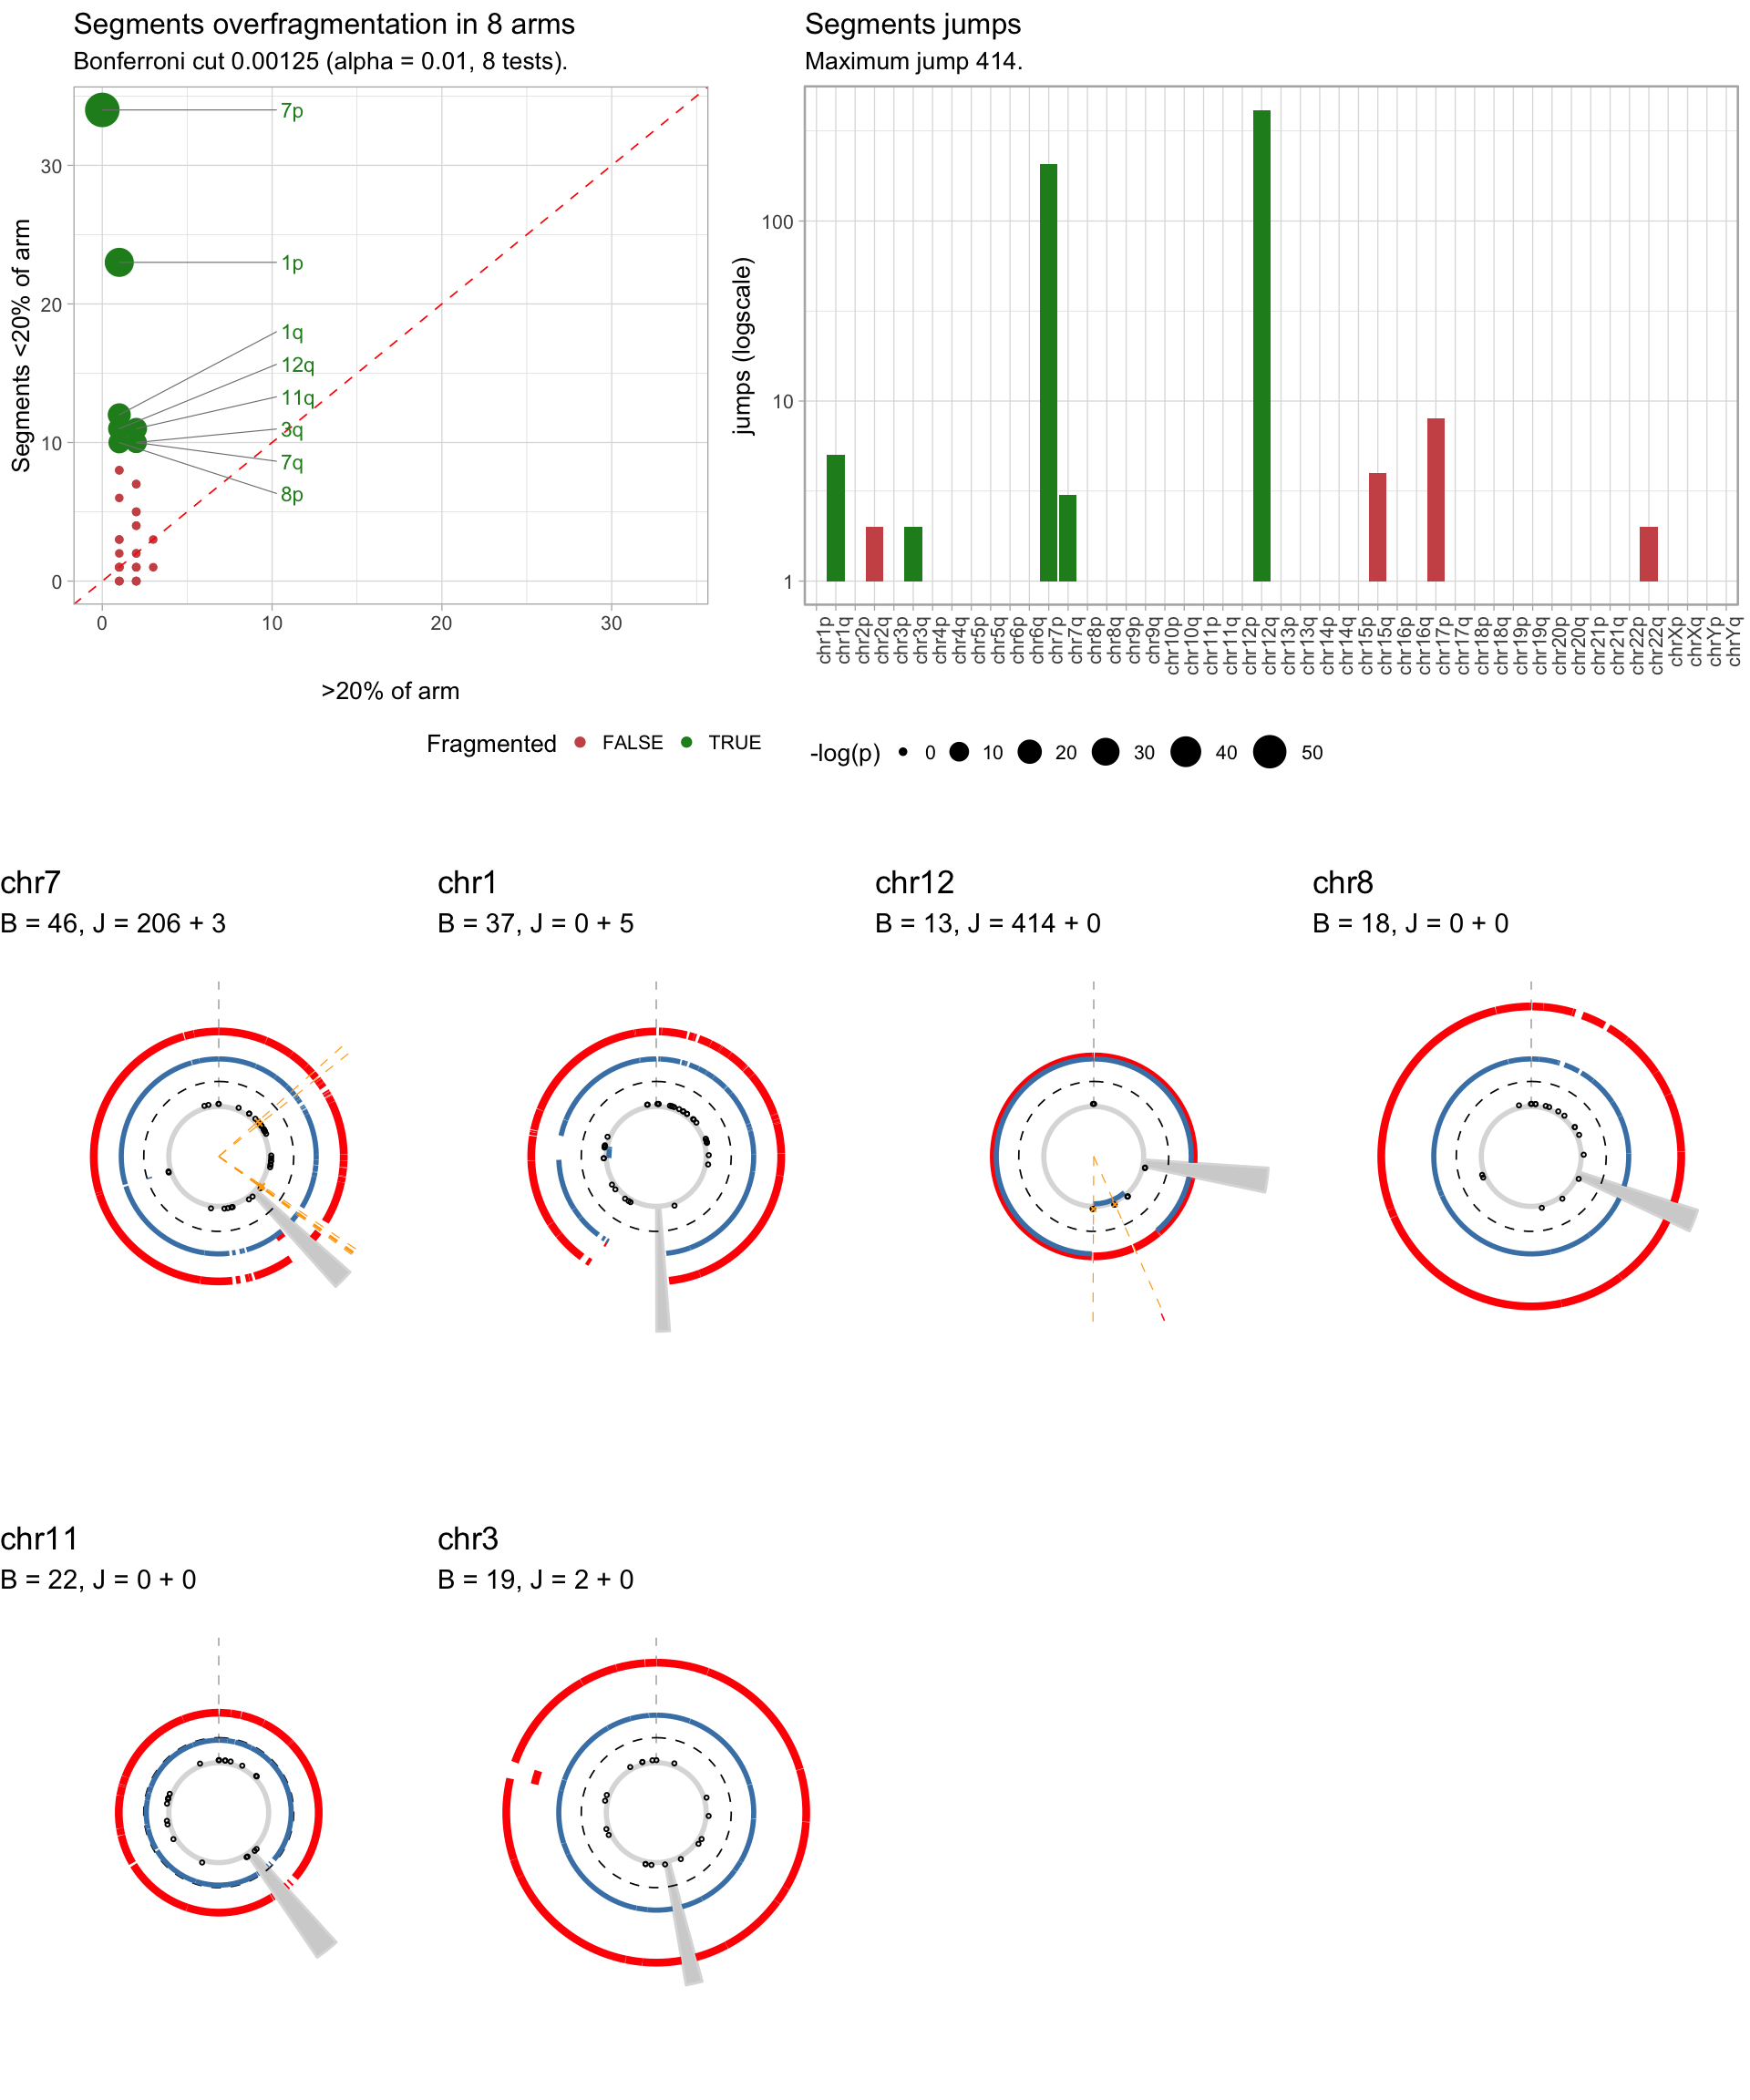 Segments overfragmentation in 8 arms
Bonferroni cut 0.00125 (alpha = 0.01, 8 tests).
Segments <20% of arm
30
20
10
0
7p
1p
1q
12q
11q
3q
7q
8p
0
10
20
30
>20% of arm
Segments jumps
Maximum jump 414.
jumps (logscale)
100
10
1
chr1p
chr1q
chr2p
chr2q
chr3p
chr3q
chr4p
chr4q
chr5p
chr5q
chr6p
chr6q
chr7p
chr7q
chr8p
chr8q
chr9p
chr9q
chr10p
chr10q
chr11p
chr11q
chr12p
chr12q
chr13p
chr13q
chr14p
chr14q
chr15p
chr15q
chr16p
chr16q
chr17p
chr17q
chr18p
chr18q
chr19p
chr19q
chr20p
chr20q
chr21p
chr21q
chr22p
chr22q
chrXp
chrXq
chrYp
chrYq
Fragmented FALSE TRUE
-log(p) 0 10 20 30 40 50
chr7
B = 46, J = 206 + 3
chr1
B = 37, J = 0 + 5
chr12
B = 13, J = 414 + 0
chr8
B = 18, J = 0 + 0
chr11
B = 22, J = 0 + 0
chr3
B = 19, J = 2 + 0